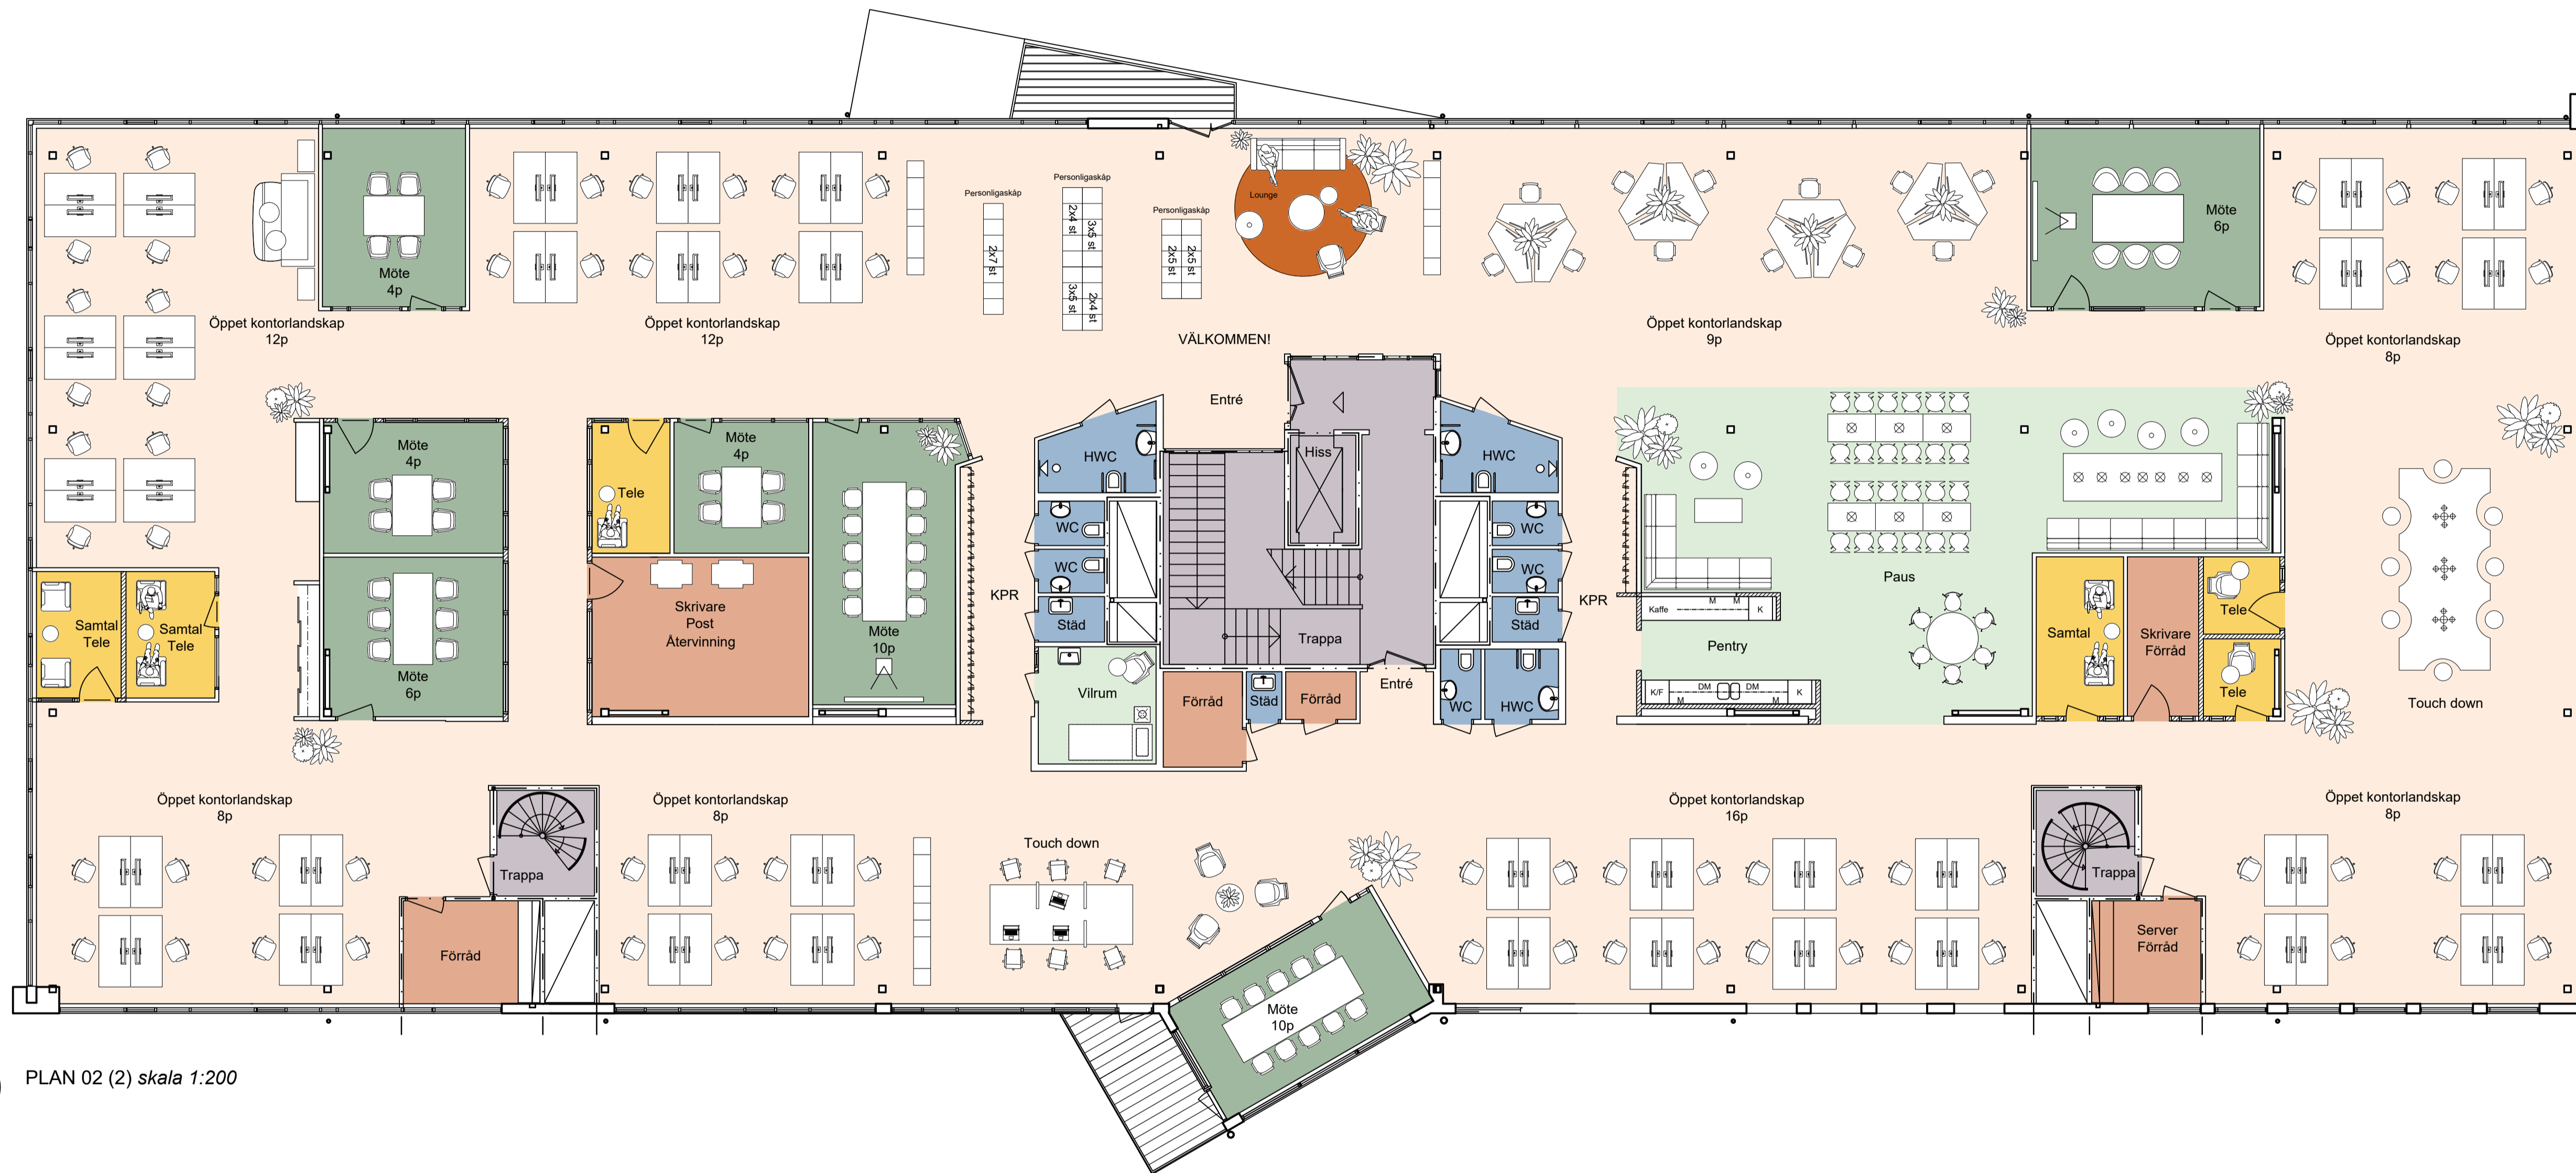 Personligaskåp
Personligaskåp
Personligaskåp
2x7 st
2x4 st
3x5 st
3x5 st
2x4 st
2x5 st
2x5 st
Lounge
Möte
4p
Möte
6p
Öppet kontorlandskap
12p
Öppet kontorlandskap
12p
VÄLKOMMEN!
Öppet kontorlandskap
9p
Öppet kontorlandskap
8p
Entré
Möte
4p
Tele
Möte
4p
HWC
Hiss
HWC
WC
WC
WC
WC
KPR
KPR
Städ
Städ
Trappa
Samtal
Tele
Samtal
Tele
Möte
6p
Skrivare
Post
Återvinning
Möte
10p
Vilrum
Förråd
Städ
Förråd
Entré
WC
HWC
Paus
Kaffe
M
M
K
Pentry
K/F
DM
DM
K
M
M
Samtal
Skrivare
Förråd
Tele
Tele
Touch down
Öppet kontorlandskap
8p
Trappa
Förråd
Öppet kontorlandskap
8p
Touch down
Möte
10p
Öppet kontorlandskap
16p
Trappa
Server
Förråd
Öppet kontorlandskap
8p
PLAN 02 (2) skala 1:200